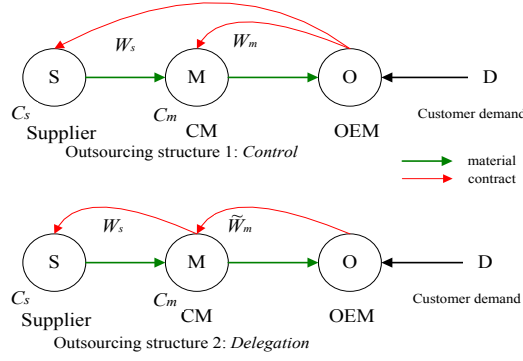 Wₛ
Wₘ
S
M
O
D
Cₛ
Cₘ
Customer demand
Supplier
CM
OEM
Outsourcing structure 1: Control
material
contract
Wₛ
W̃ₘ
S
M
O
D
Cₛ
Cₘ
Customer demand
Supplier
CM
OEM
Outsourcing structure 2: Delegation